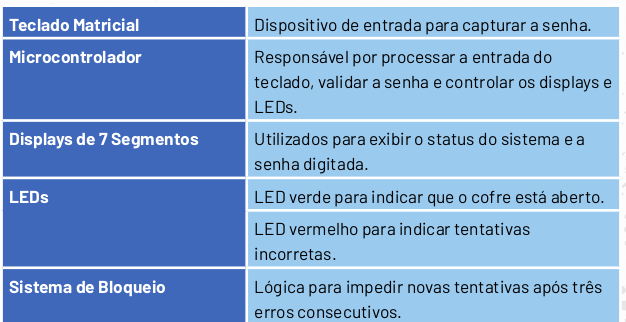 Teclado Matricial
Dispositivo de entrada para capturar a senha.
Microcontrolador
Responsável por processar a entrada do
teclado, validar a senha e controlar os displays e
LEDs.
Displays de 7 Segmentos
Utilizados para exibir o status do sistema e a
senha digitada.
LEDs
LED verde para indicar que o cofre está aberto.
LED vermelho para indicar tentativas
incorretas.
Sistema de Bloqueio
Lógica para impedir novas tentativas após três
erros consecutivos.